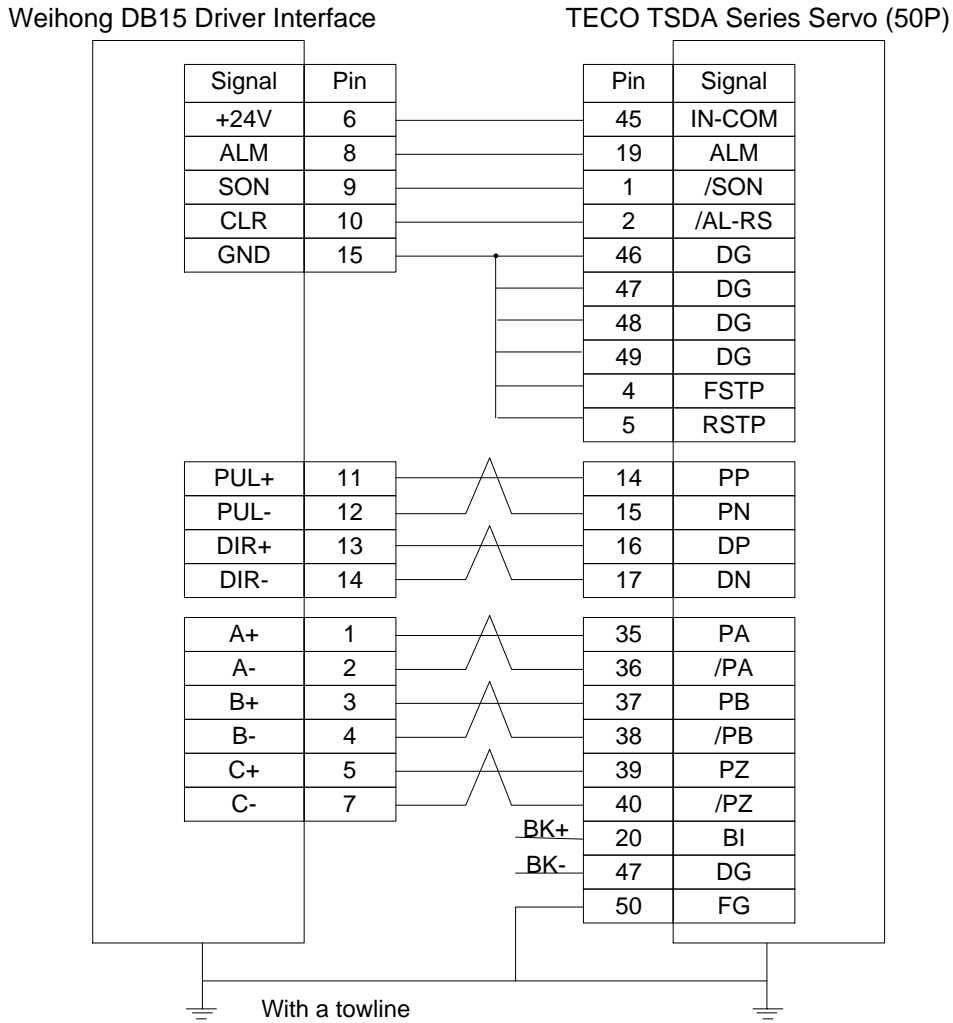 Weihong DB15 Driver Interface TECO TSDA Series Servo (50P)
Signal Pin Pin Signal
+24V 6 45 IN-COM
ALM 8 19 ALM
SON 9 1 /SON
CLR 10 2 /AL-RS
GND 15 46 DG
47 DG
48 DG
49 DG
4 FSTP
5 RSTP
PUL+ 11 14 PP
PUL- 12 15 PN
DIR+ 13 16 DP
DIR- 14 17 DN
A+ 1 35 PA
A- 2 36 /PA
B+ 3 37 PB
B- 4 38 /PB
C+ 5 39 PZ
C- 7 40 /PZ
BK+ 20 BI
BK- 47 DG
50 FG
With a towline